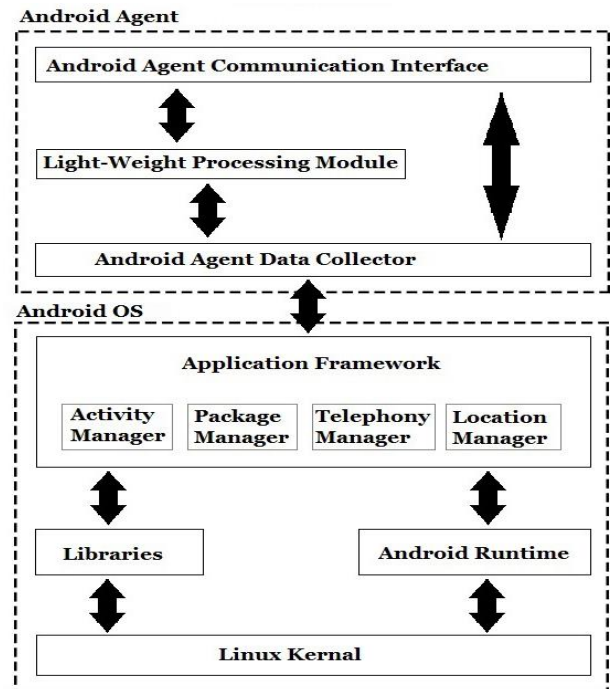 Android Agent
Android Agent Communication Interface
Light-Weight Processing Module
Android Agent Data Collector
Android OS
Application Framework
Activity
Manager
Package
Manager
Telephony
Manager
Location
Manager
Libraries
Android Runtime
Linux Kernal